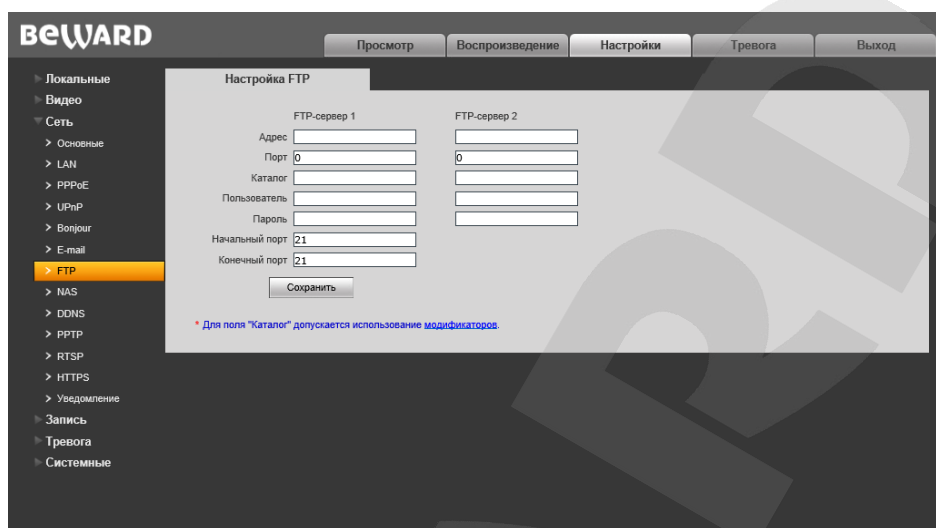 BEWARD
Просмотр Воспроизведение Настройки Тревога Выход
Локальные
Видео
Сеть
Основные
LAN
PPPoE
UPnP
Bonjour
E-mail
FTP
NAS
DDNS
PPTP
RTSP
HTTPS
Уведомление
Запись
Тревога
Системные
Настройка FTP
FTP-сервер 1 FTP-сервер 2
Адрес
Порт 0 0
Каталог
Пользователь
Пароль
Начальный порт 21
Конечный порт 21
Сохранить
* Для поля "Каталог" допускается использование модификаторов.